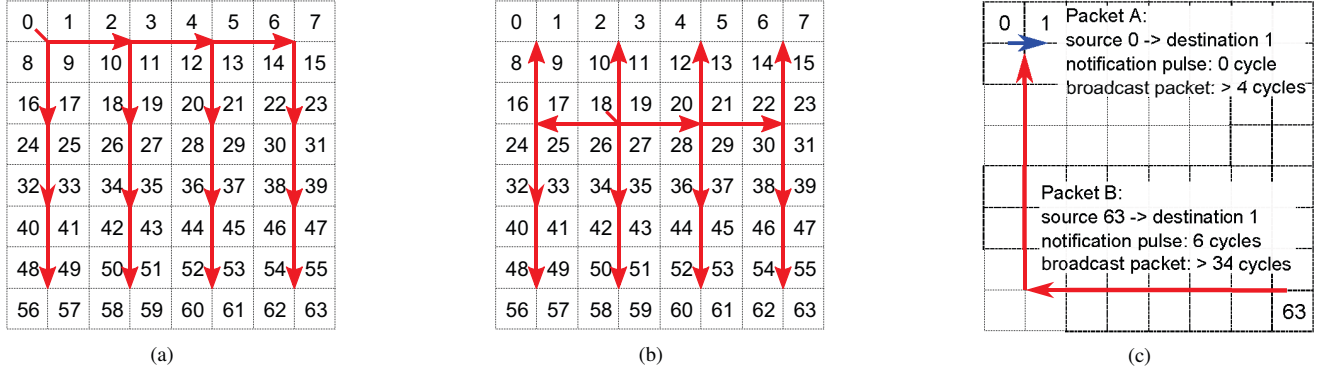 0 1 2 3 4 5 6 7
8 9 10 11 12 13 14 15
16 17 18 19 20 21 22 23
24 25 26 27 28 29 30 31
32 33 34 35 36 37 38 39
40 41 42 43 44 45 46 47
48 49 50 51 52 53 54 55
56 57 58 59 60 61 62 63
(a)
0 1 2 3 4 5 6 7
8 9 10 11 12 13 14 15
16 17 18 19 20 21 22 23
24 25 26 27 28 29 30 31
32 33 34 35 36 37 38 39
40 41 42 43 44 45 46 47
48 49 50 51 52 53 54 55
56 57 58 59 60 61 62 63
(b)
0 1
Packet A:
source 0 -> destination 1
notification pulse: 0 cycle
broadcast packet: > 4 cycles
Packet B:
source 63 -> destination 1
notification pulse: 6 cycles
broadcast packet: > 34 cycles
63
(c)